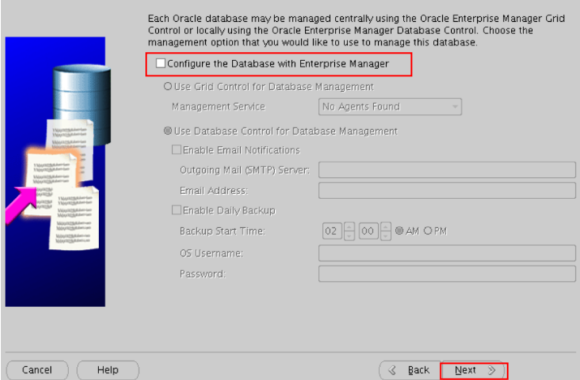 Each Oracle database may be managed centrally using the Oracle Enterprise Manager Grid
Control or locally using the Oracle Enterprise Manager Database Control. Choose the
management option that you would like to use to manage this database.
Configure the Database with Enterprise Manager
Use Grid Control for Database Management
Management Service No Agents Found
Use Database Control for Database Management
Enable Email Notifications
Outgoing Mail (SMTP) Server:
Email Address:
Enable Daily Backup
Backup Start Time: 02 00 AM PM
OS Username:
Password:
Cancel Help Back Next